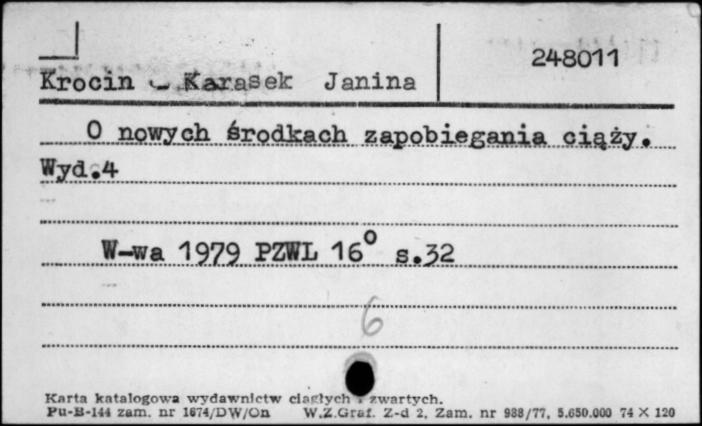 248011
Krocin - Karasek Janina
O nowych środkach zapobiegania ciąży.
Wyd.4
W-wa 1979 PZWL 16° s.32
6
Karta katalogowa wydawnictw ciągłych i zwartych.
Pu-B-144 zam. nr 1674/DW/On W.Z.Graf. Z-d 2, Zam. nr 988/77, 5.650.000 74 X 120